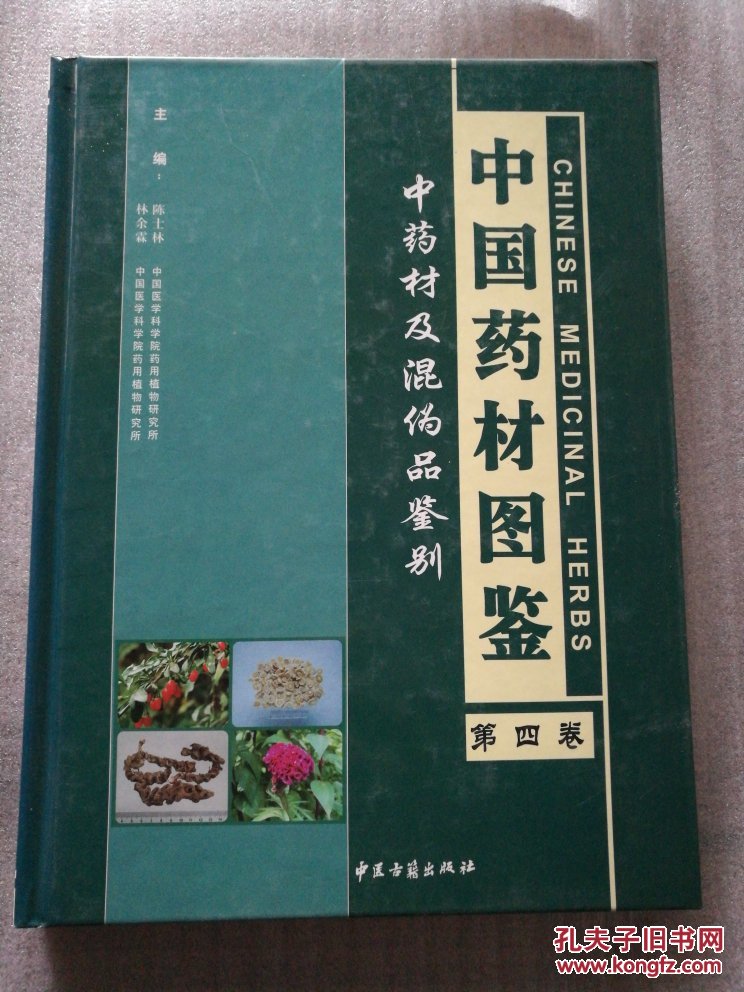 CHINESE MEDICINAL HERBS
中国药材图鉴
第四卷
中药材及混伪品鉴别
主编：
陈士林 中国医学科学院药用植物研究所
林余霖 中国医学科学院药用植物研究所
中医古籍出版社
孔夫子旧书网
www.kongfz.com